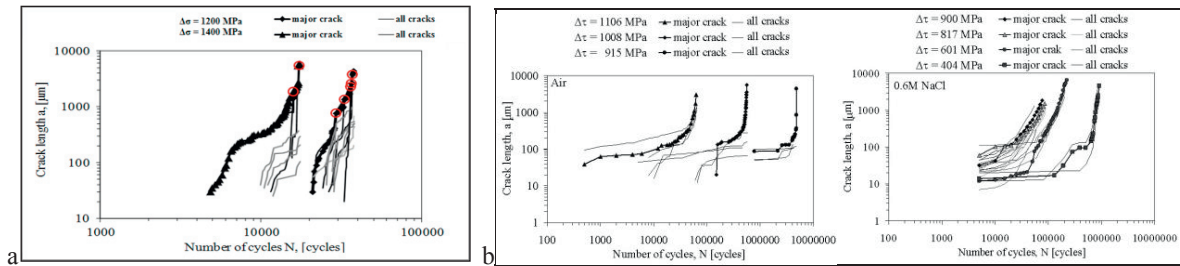 Δσ = 1200 MPa major crack all cracks
Δσ = 1400 MPa major crack all cracks
10000
1000
100
10
1000 10000 100000
Crack length a, [μm]
Number of cycles N, [cycles]
a
Δτ = 1106 MPa major crack all cracks
Δτ = 1008 MPa major crack all cracks
Δτ = 915 MPa major crack all cracks
Air
10000
1000
100
10
1
100 1000 10000 100000 1000000 10000000
Crack length, a [μm]
Number of cycles, N [cycles]
b
Δτ = 900 MPa major crack all cracks
Δτ = 817 MPa major crack all cracks
Δτ = 601 MPa major crak all cracks
Δτ = 404 MPa major crack all cracks
0.6M NaCl
10000
1000
100
10
1
100 1000 10000 100000 1000000 10000000
Crack length, a [μm]
Number of cycles, N [cycles]